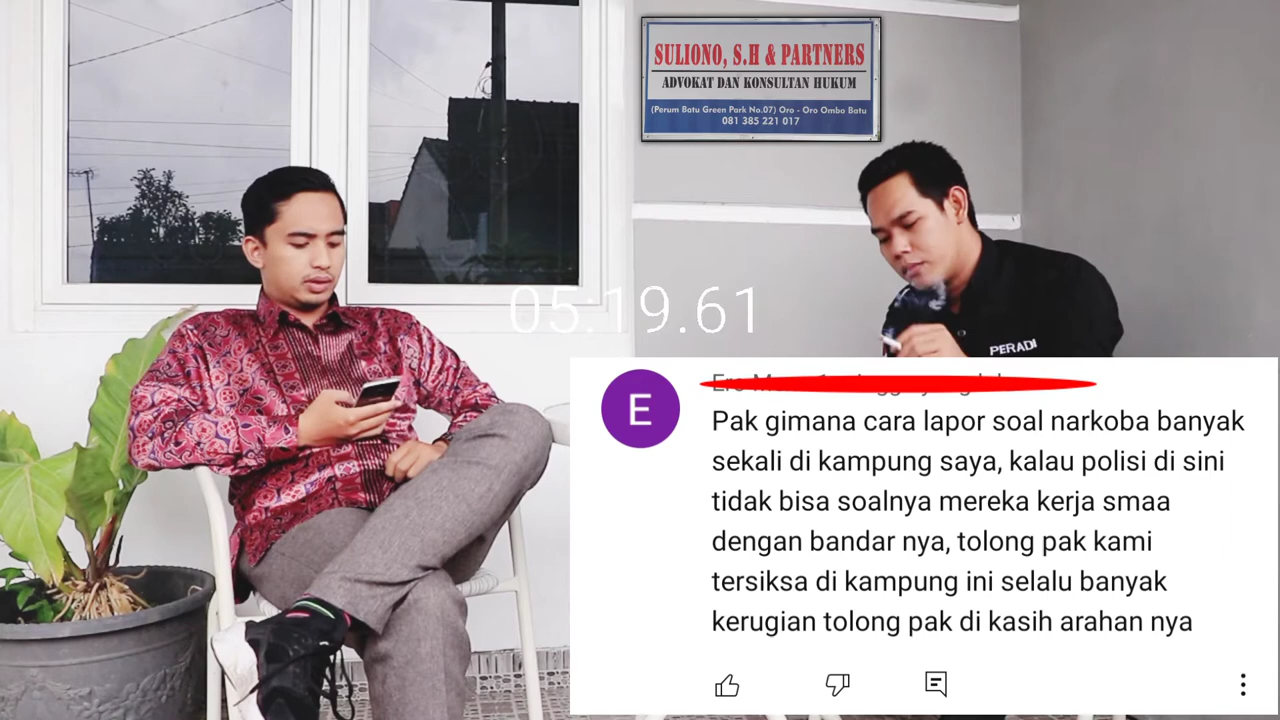 SULIONO, S.H & PARTNERS
ADVOKAT DAN KONSULTAN HUKUM
(Perum Batu Green Park No.07) Oro - Oro Ombo Batu
081 385 221 017
05:19.61
PERADI
E
Pak gimana cara lapor soal narkoba banyak
sekali di kampung saya, kalau polisi di sini
tidak bisa soalnya mereka kerja smaa
dengan bandar nya, tolong pak kami
tersiksa di kampung ini selalu banyak
kerugian tolong pak di kasih arahan nya